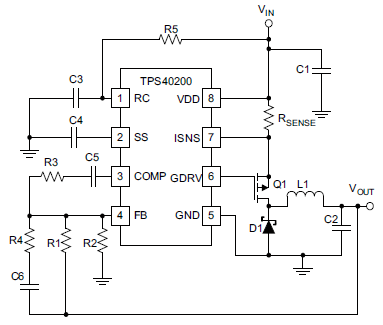 VIN
R5
C3
TPS40200
C1
1 RC VDD 8
RSENSE
C4
2 SS ISNS 7
R3 C5
3 COMP GDRV 6
Q1 L1
VOUT
4 FB GND 5
D1 C2
R4 R1 R2
C6